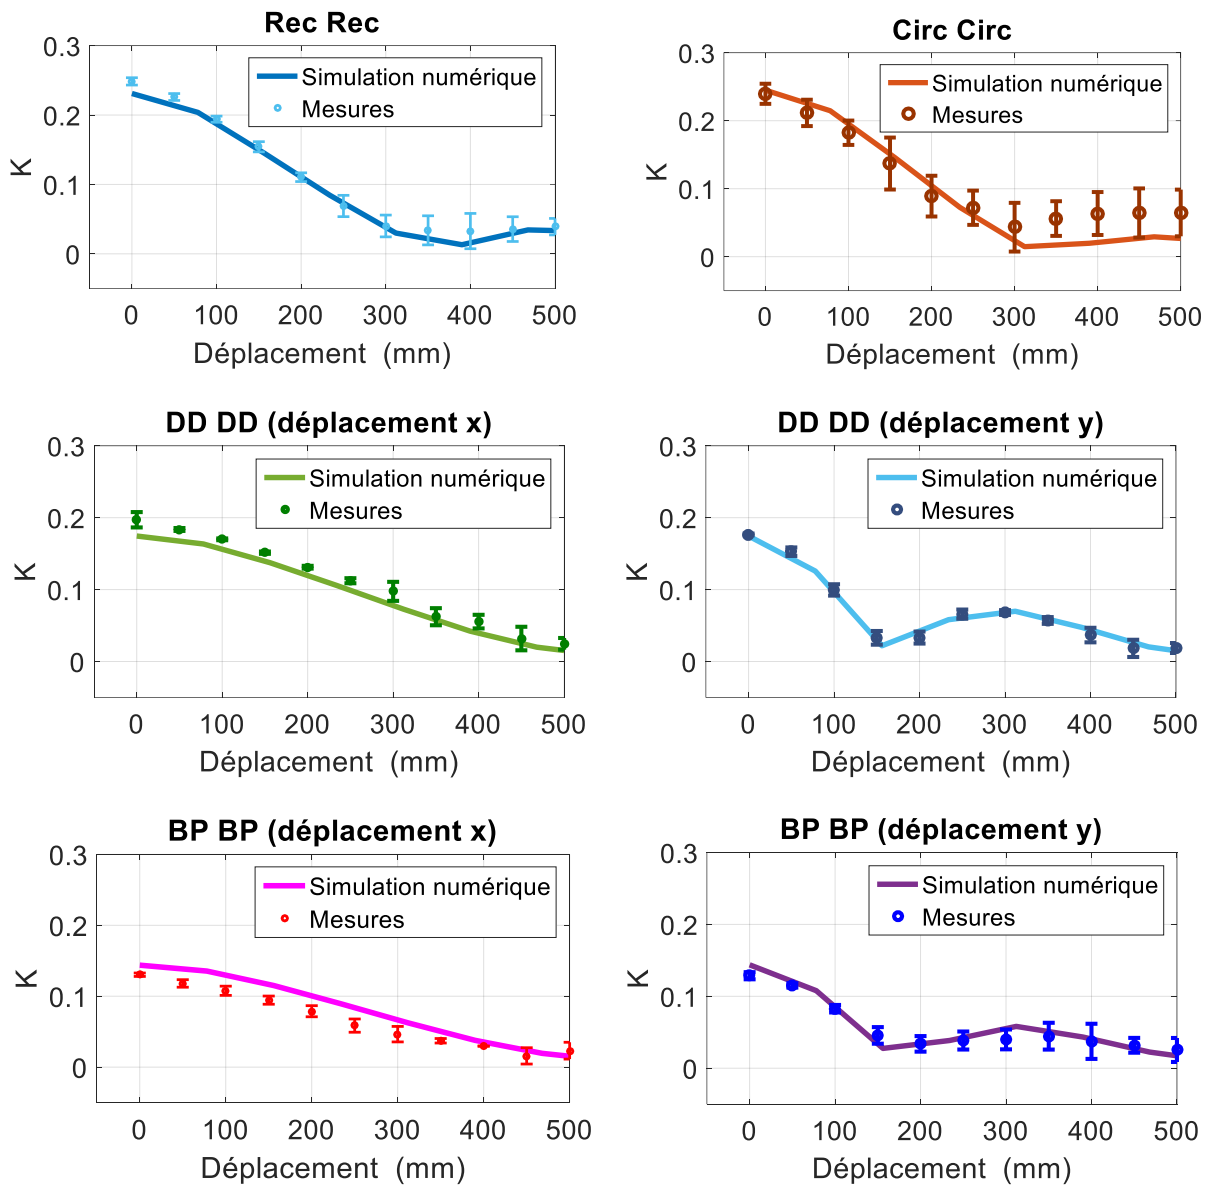 Rec Rec
0.3
0.2
0.1
0
K
Simulation numérique
Mesures
0 100 200 300 400 500
Déplacement (mm)
Circ Circ
0.3
0.2
0.1
0
K
Simulation numérique
Mesures
0 100 200 300 400 500
Déplacement (mm)
DD DD (déplacement x)
0.3
0.2
0.1
0
K
Simulation numérique
Mesures
0 100 200 300 400 500
Déplacement (mm)
DD DD (déplacement y)
0.3
0.2
0.1
0
K
Simulation numérique
Mesures
0 100 200 300 400 500
Déplacement (mm)
BP BP (déplacement x)
0.3
0.2
0.1
0
K
Simulation numérique
Mesures
0 100 200 300 400 500
Déplacement (mm)
BP BP (déplacement y)
0.3
0.2
0.1
0
K
Simulation numérique
Mesures
0 100 200 300 400 500
Déplacement (mm)